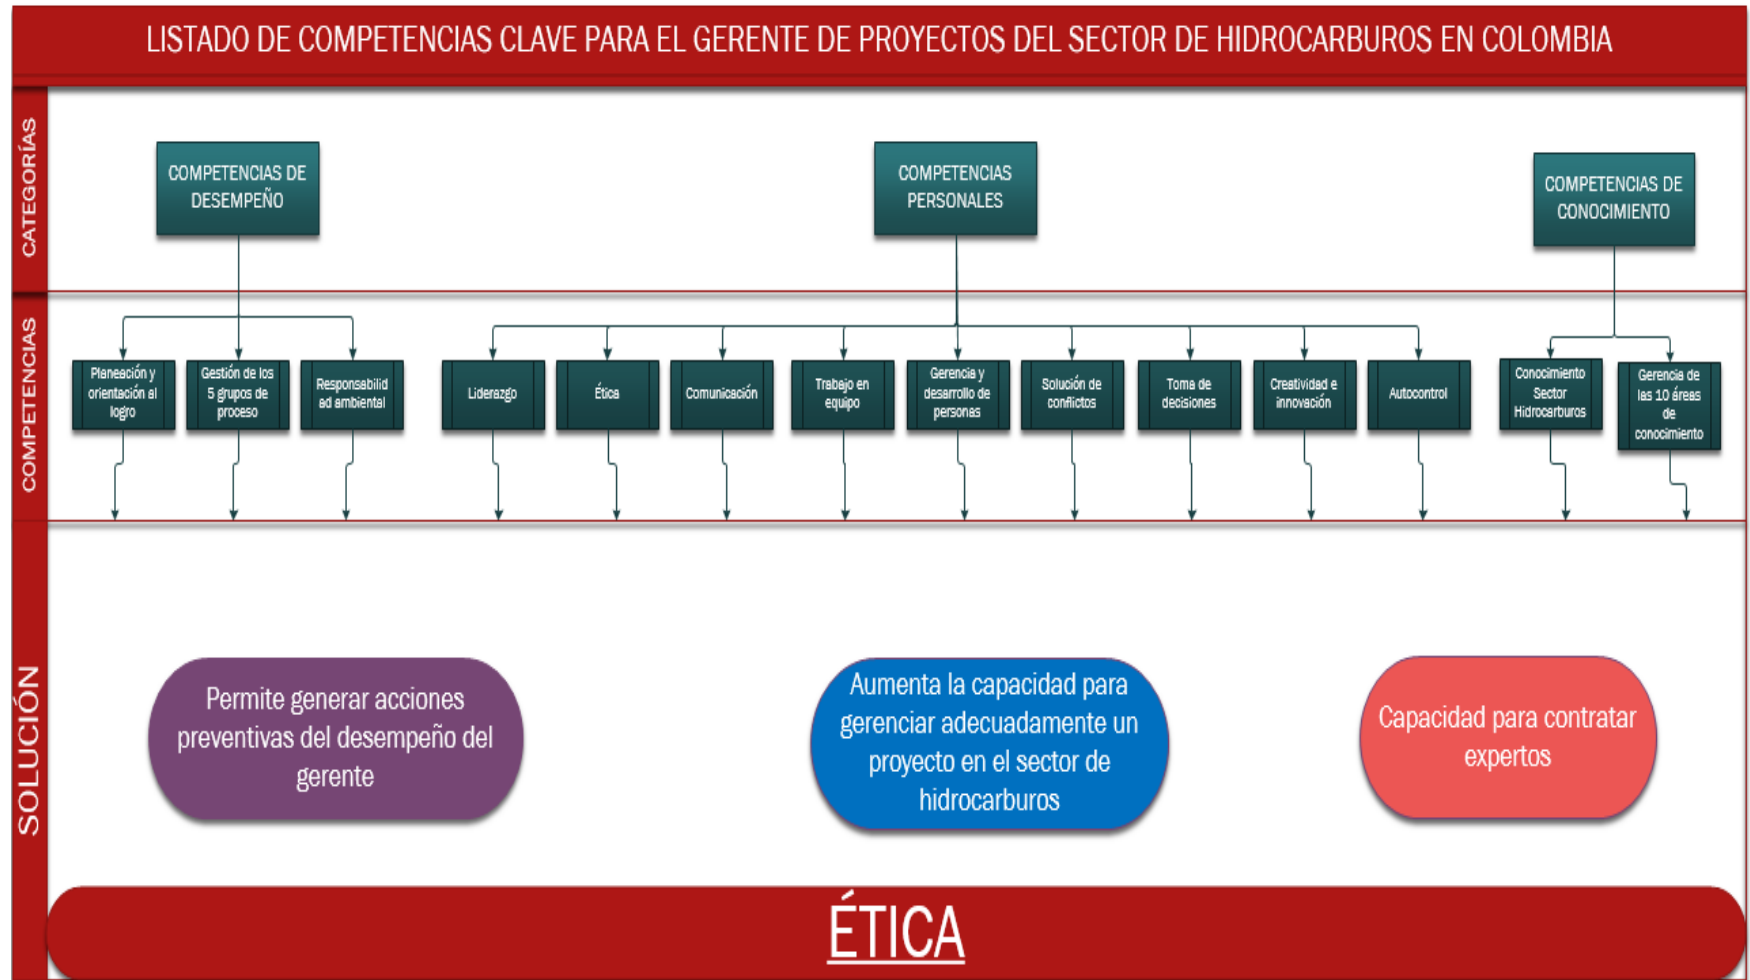 LISTADO DE COMPETENCIAS CLAVE PARA EL GERENTE DE PROYECTOS DEL SECTOR DE HIDROCARBUROS EN COLOMBIA
CATEGORÍAS
COMPETENCIAS DE
DESEMPEÑO
COMPETENCIAS
PERSONALES
COMPETENCIAS DE
CONOCIMIENTO
COMPETENCIAS
Planeación y
orientación al
logro
Gestión de los
5 grupos de
proceso
Responsabilid
ad ambiental
Liderazgo
Ética
Comunicación
Trabajo en
equipo
Gerencia y
desarrollo de
personas
Solución de
conflictos
Toma de
decisiones
Creatividad e
innovación
Autocontrol
Conocimiento
Sector
Hidrocarburos
Gerencia de
las 10 áreas
de
conocimiento
SOLUCIÓN
Permite generar acciones
preventivas del desempeño del
gerente
Aumenta la capacidad para
gerenciar adecuadamente un
proyecto en el sector de
hidrocarburos
Capacidad para contratar
expertos
ÉTICA